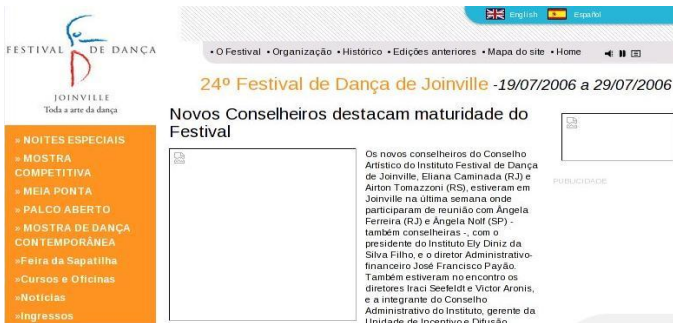 English Español
FESTIVAL DE DANÇA
JOINVILLE
Toda a arte da dança
• O Festival • Organização • Histórico • Edições anteriores • Mapa do site • Home
24º Festival de Dança de Joinville -19/07/2006 a 29/07/2006
» NOITES ESPECIAIS
» MOSTRA
COMPETITIVA
» MEIA PONTA
» PALCO ABERTO
» MOSTRA DE DANÇA
CONTEMPORÂNEA
»Feira da Sapatilha
»Cursos e Oficinas
»Notícias
»Ingressos
Novos Conselheiros destacam maturidade do
Festival
Os novos conselheiros do Conselho
Artístico do Instituto Festival de Dança
de Joinville, Eliana Caminada (RJ) e
Airton Tomazzoni (RS), estiveram em
Joinville na última semana onde
participaram de reunião com Ângela
Ferreira (RJ) e Ângela Nolf (SP) -
também conselheiras -, com o
presidente do Instituto Ely Diniz da
Silva Filho, e o diretor Administrativo-
financeiro José Francisco Payão.
Também estiveram no encontro os
diretores Iraci Seefeldt e Victor Aronis,
e a integrante do Conselho
Administrativo do Instituto, gerente da
Unidade de Incentivo e Difusão
PUBLICIDADE